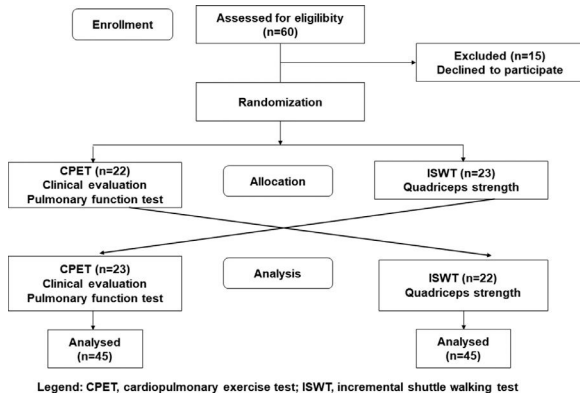 Enrollment
Assessed for eligilibity
(n=60)
Excluded (n=15)
Declined to participate
Randomization
CPET (n=22)
Clinical evaluation
Pulmonary function test
Allocation
ISWT (n=23)
Quadriceps strength
CPET (n=23)
Clinical evaluation
Pulmonary function test
Analysis
ISWT (n=22)
Quadriceps strength
Analysed
(n=45)
Analysed
(n=45)
Legend: CPET, cardiopulmonary exercise test; ISWT, incremental shuttle walking test